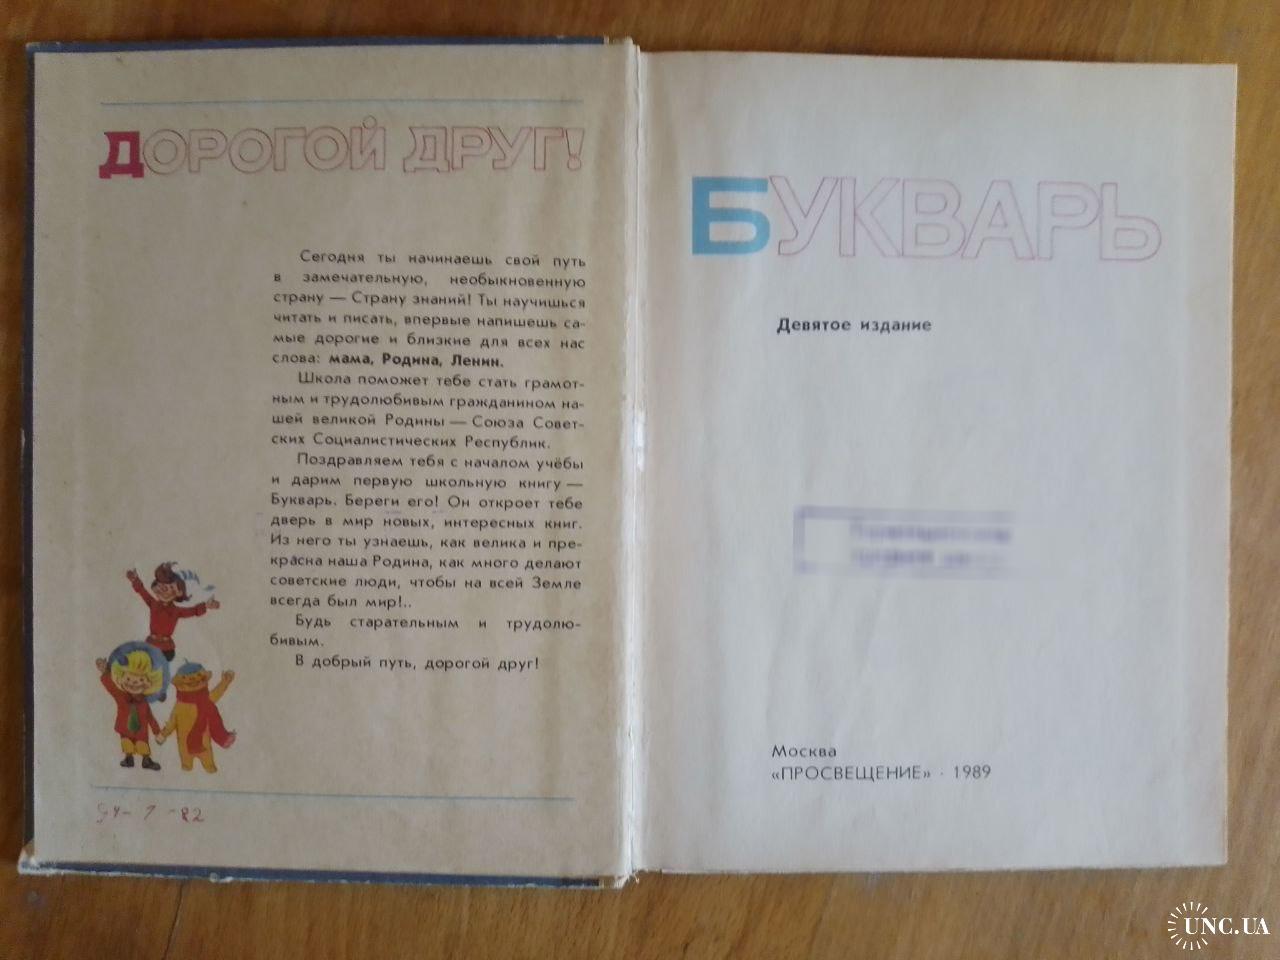 ДОРОГОЙ ДРУГ!
Сегодня ты начинаешь свой путь
в замечательную, необыкновенную
страну — Страну знаний! Ты научишься
читать и писать, впервые напишешь са-
мые дорогие и близкие для всех нас
слова: мама, Родина, Ленин.
Школа поможет тебе стать грамот-
ным и трудолюбивым гражданином на-
шей великой Родины — Союза Совет-
ских Социалистических Республик.
Поздравляем тебя с началом учёбы
и дарим первую школьную книгу —
Букварь. Береги его! Он откроет тебе
дверь в мир новых, интересных книг.
Из него ты узнаешь, как велика и пре-
красна наша Родина, как много делают
советские люди, чтобы на всей Земле
всегда был мир!..
Будь старательным и трудолю-
бивым.
В добрый путь, дорогой друг!
БУКВАРЬ
Девятое издание
Москва
«ПРОСВЕЩЕНИЕ» · 1989
UNC.UA